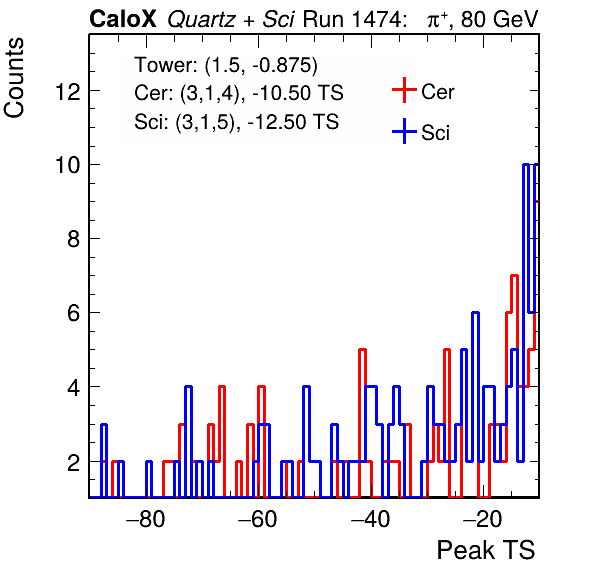 CaloX Quartz + Sci Run 1474: π⁺, 80 GeV
Counts
Tower: (1.5, -0.875)
Cer: (3,1,4), -10.50 TS
Sci: (3,1,5), -12.50 TS
Cer
Sci
12
10
8
6
4
2
−80 −60 −40 −20
Peak TS